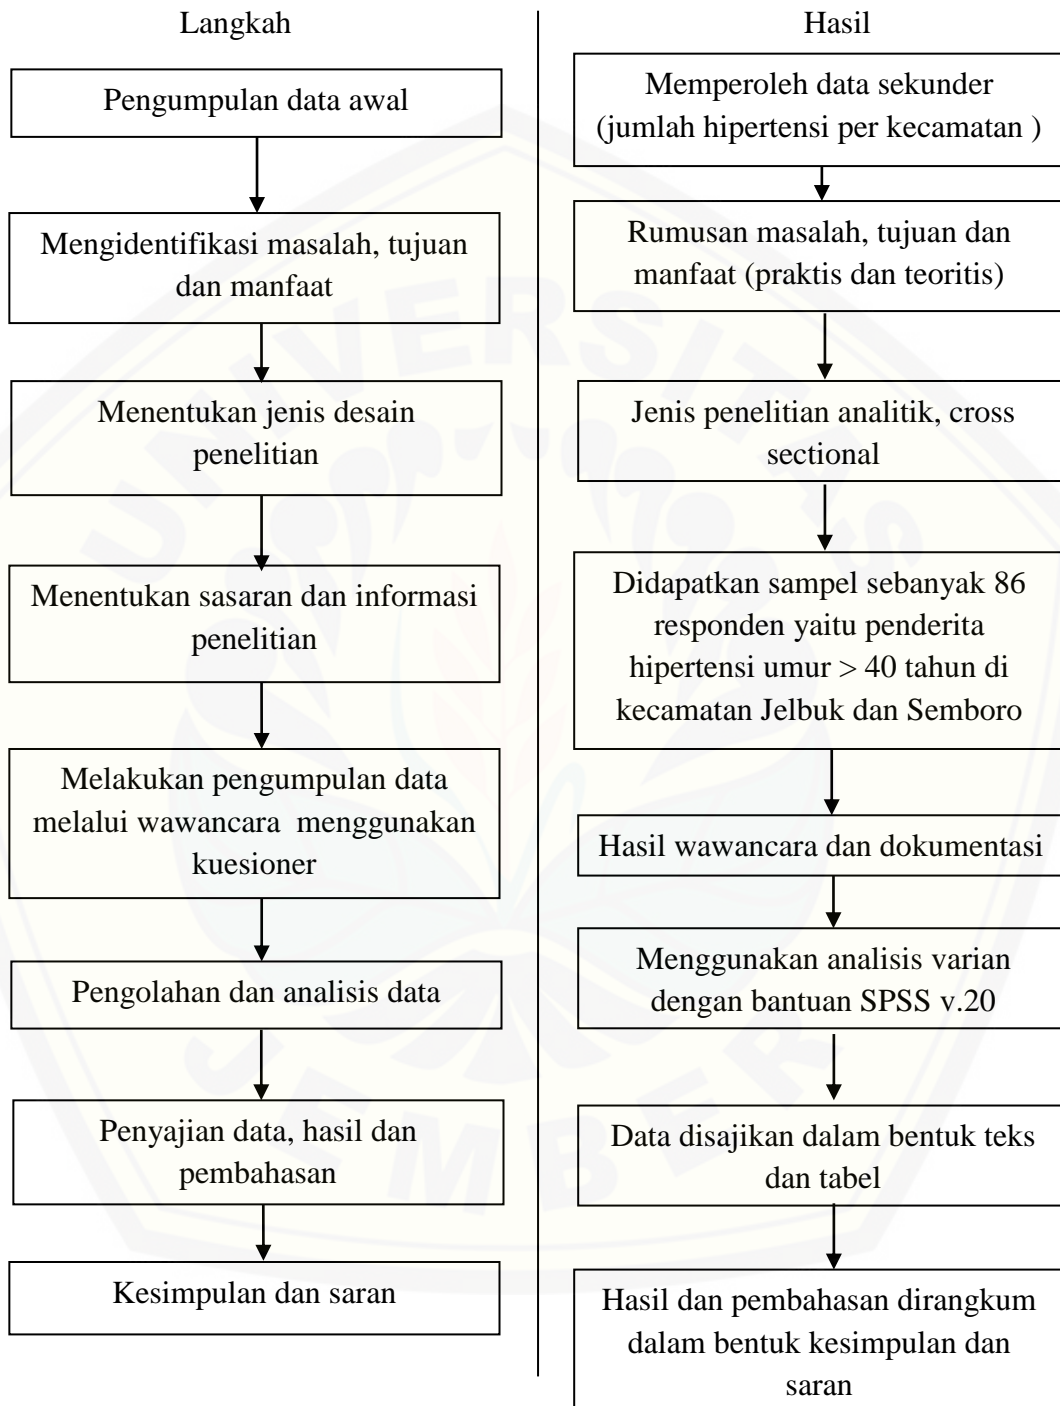 Langkah
Pengumpulan data awal
Mengidentifikasi masalah, tujuan
dan manfaat
Menentukan jenis desain
penelitian
Menentukan sasaran dan informasi
penelitian
Melakukan pengumpulan data
melalui wawancara menggunakan
kuesioner
Pengolahan dan analisis data
Penyajian data, hasil dan
pembahasan
Kesimpulan dan saran
Hasil
Memperoleh data sekunder
(jumlah hipertensi per kecamatan )
Rumusan masalah, tujuan dan
manfaat (praktis dan teoritis)
Jenis penelitian analitik, cross
sectional
Didapatkan sampel sebanyak 86
responden yaitu penderita
hipertensi umur > 40 tahun di
kecamatan Jelbuk dan Semboro
Hasil wawancara dan dokumentasi
Menggunakan analisis varian
dengan bantuan SPSS v.20
Data disajikan dalam bentuk teks
dan tabel
Hasil dan pembahasan dirangkum
dalam bentuk kesimpulan dan
saran
UNIVERSITAS
JEMBER